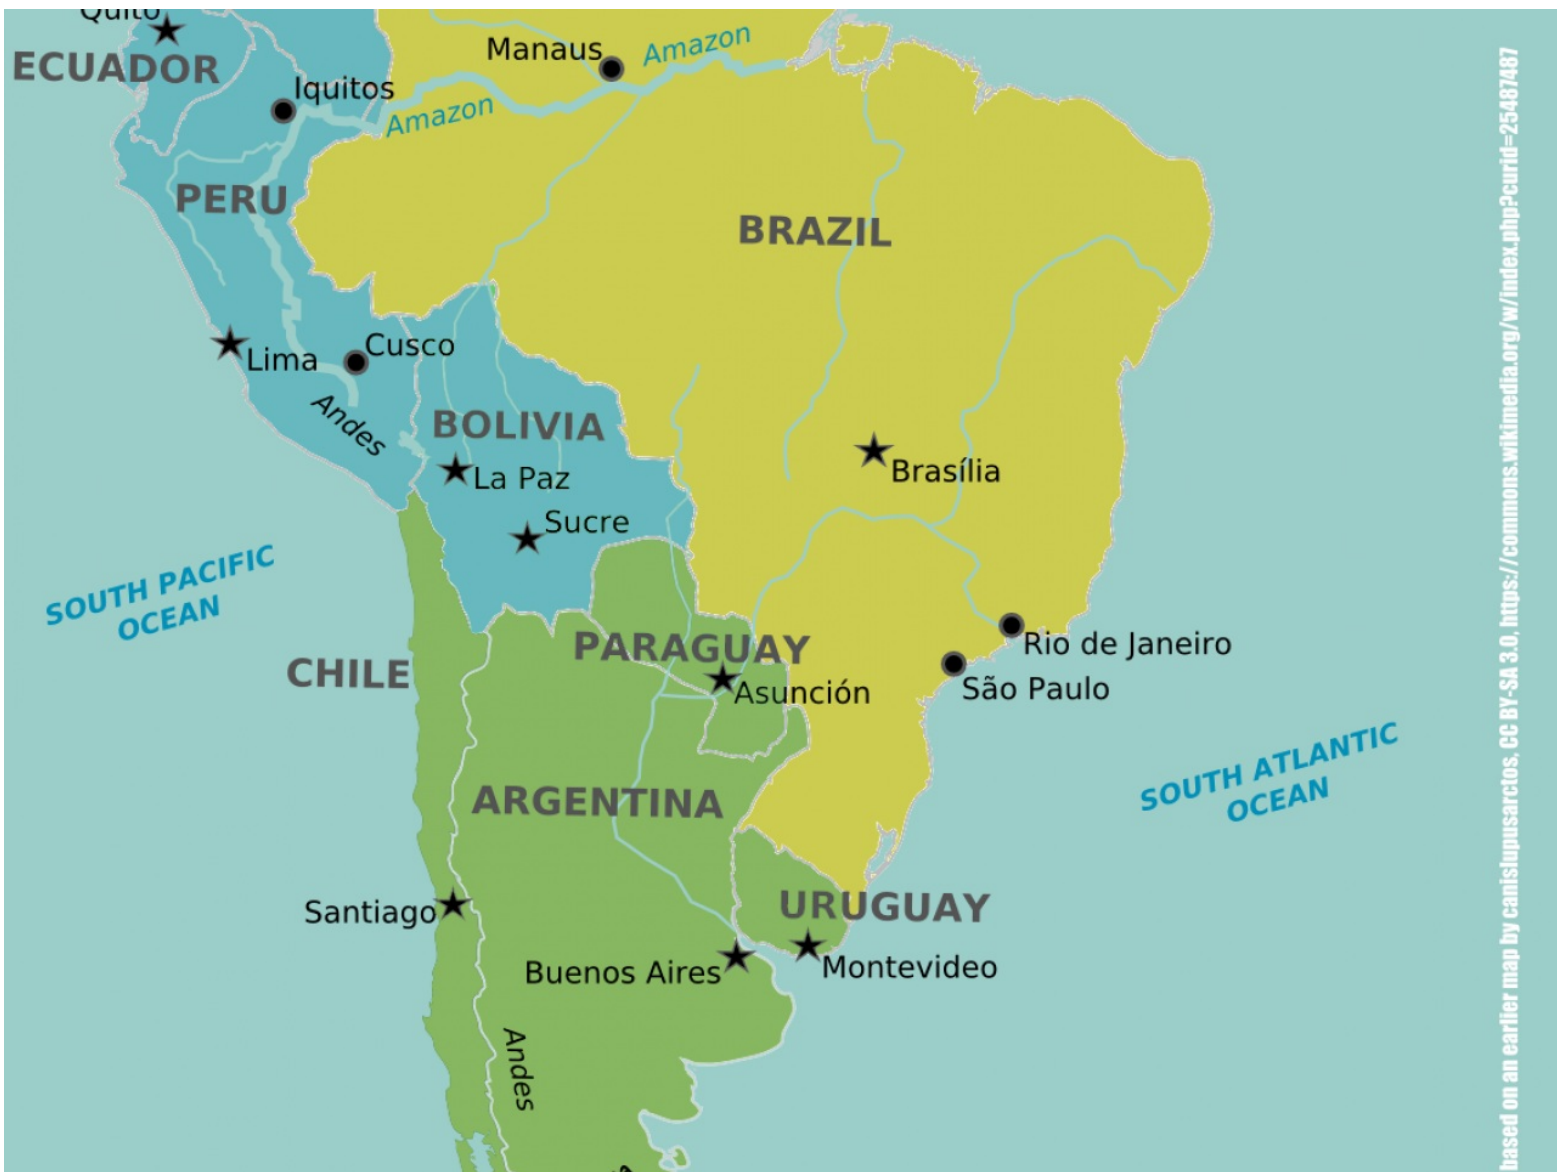 Quito
ECUADOR
Manaus
Amazon
Iquitos
Amazon
PERU
BRAZIL
Lima
Cusco
Andes
BOLIVIA
La Paz
Brasília
Sucre
SOUTH PACIFIC
OCEAN
CHILE
PARAGUAY
Asunción
Rio de Janeiro
São Paulo
SOUTH ATLANTIC
OCEAN
ARGENTINA
Santiago
URUGUAY
Buenos Aires
Montevideo
Andes
based on an earlier map by canislupusarctos, CC BY-SA 3.0, https://commons.wikimedia.org/w/index.php?curid=25487487